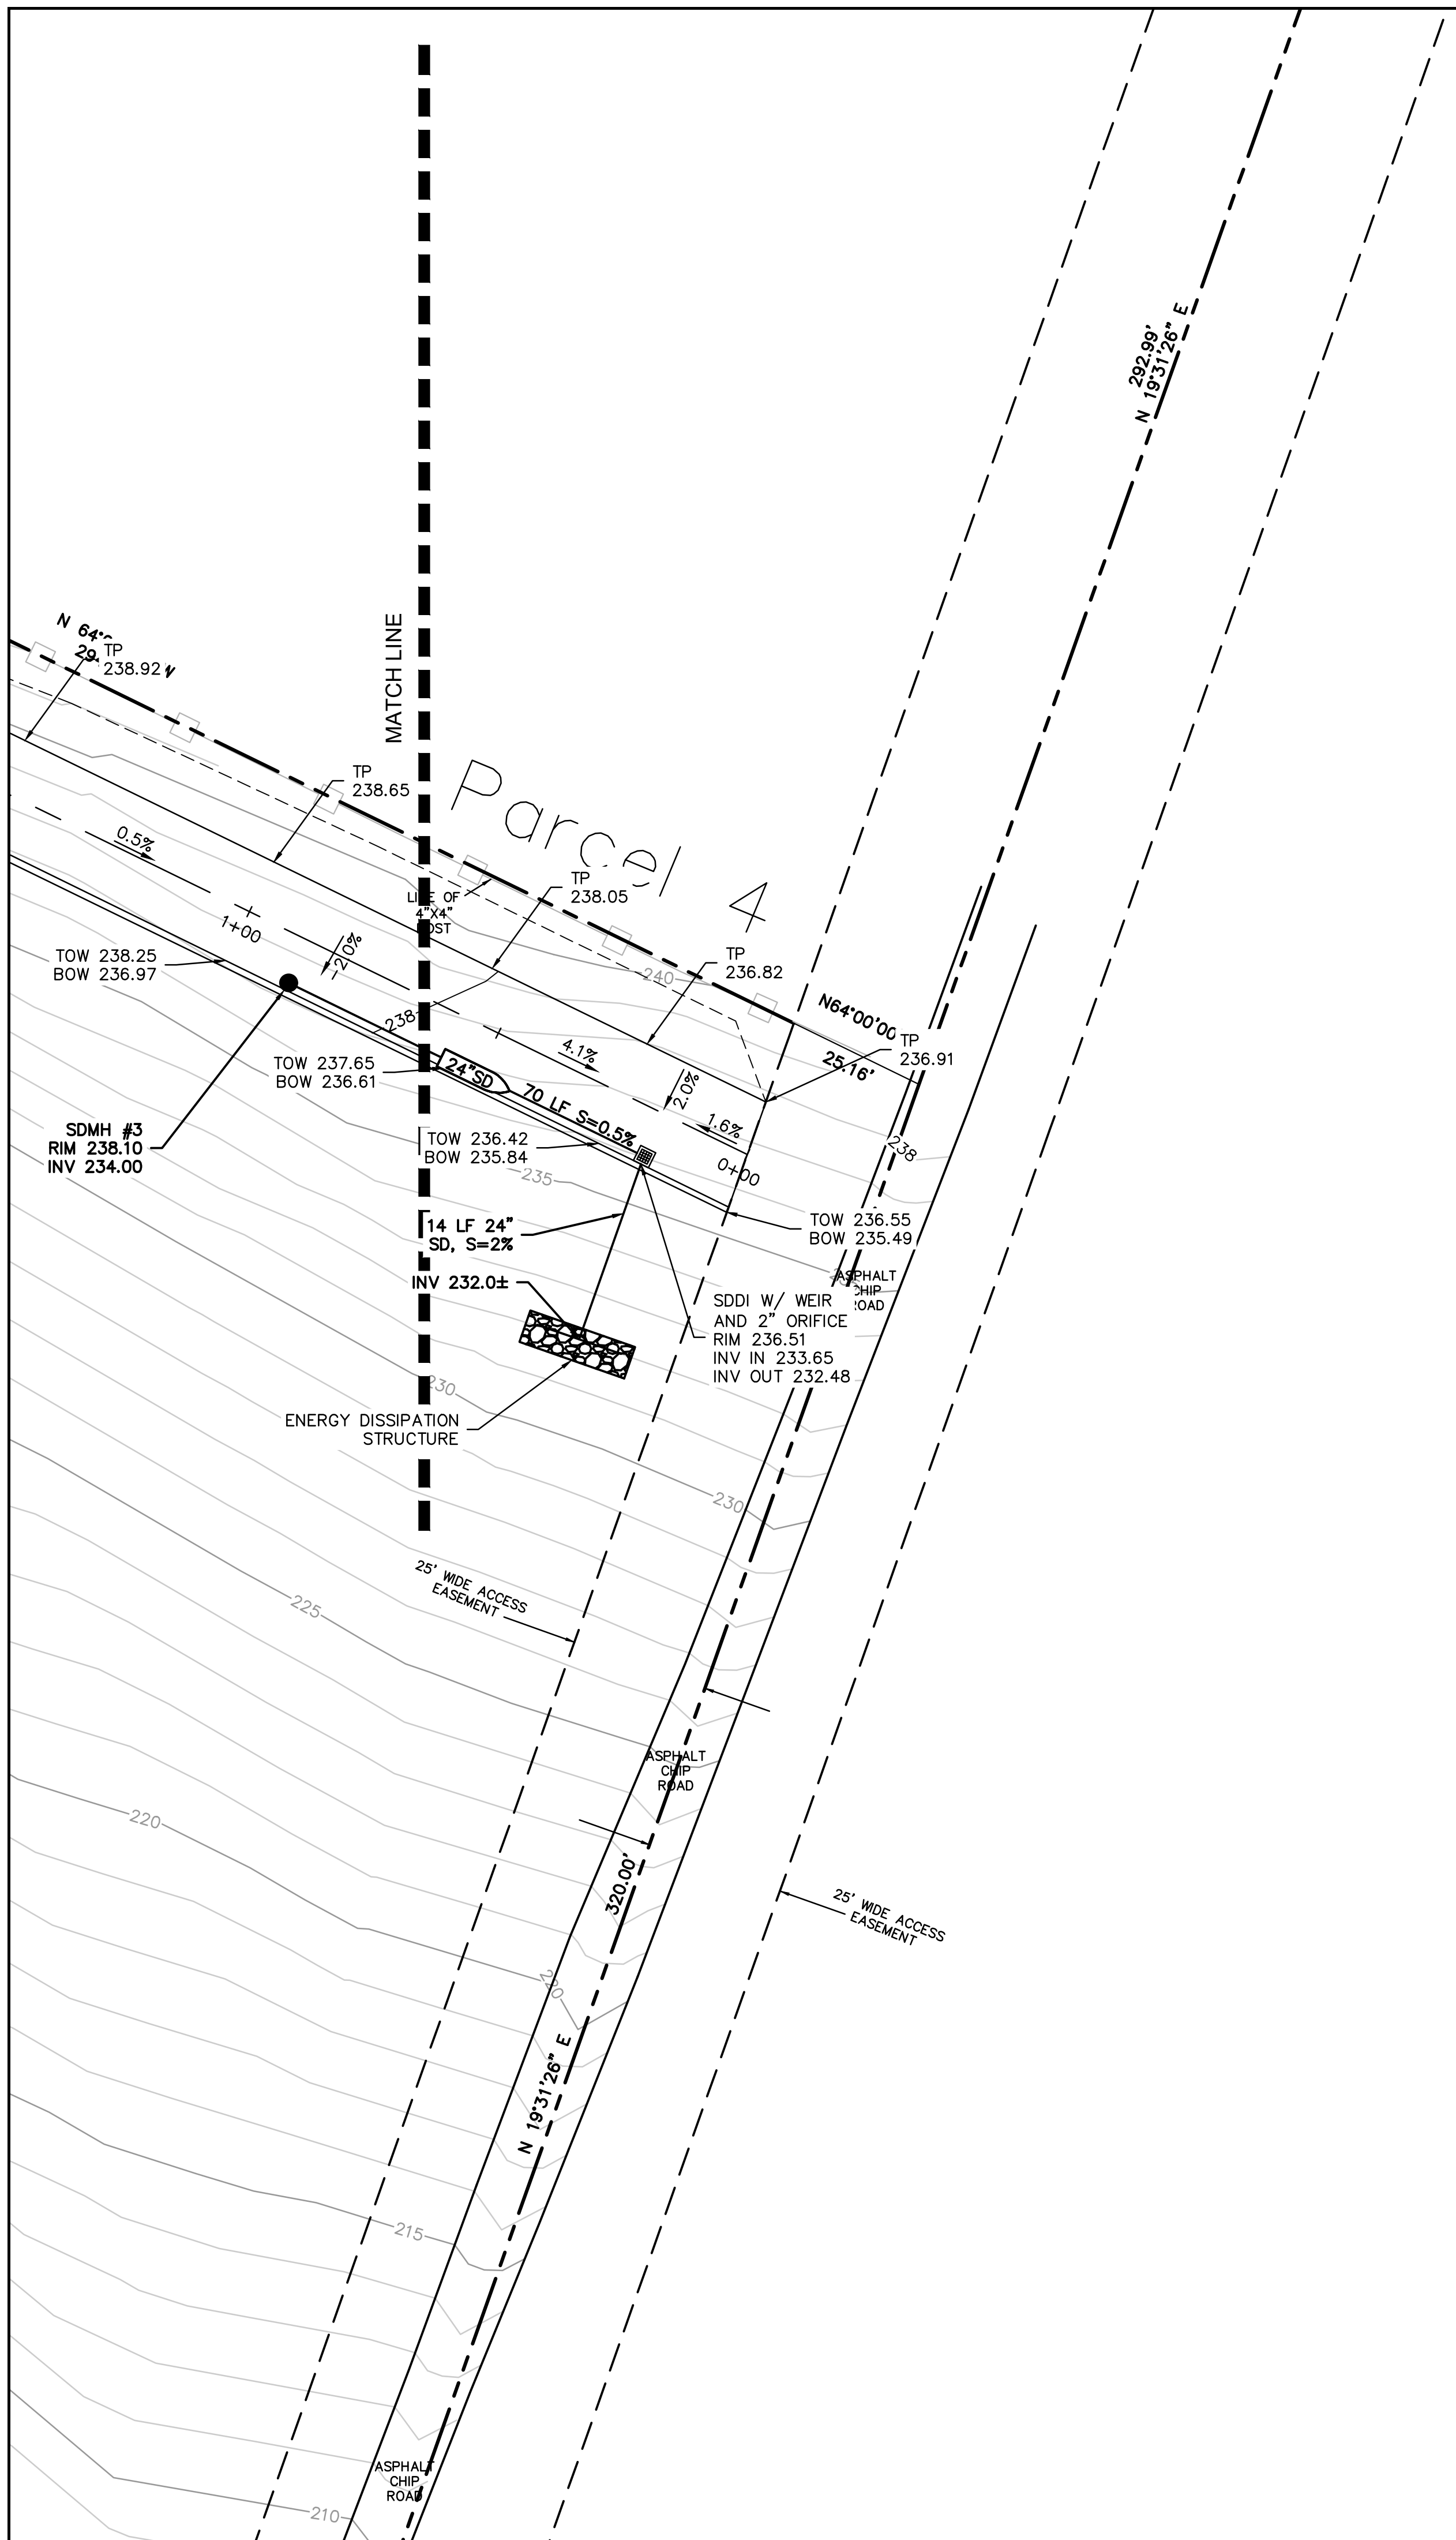 292.99'
N 19°31'26" E
MATCH LINE
N 64°
29
TP
238.92
TP
238.65
Parcel 4
0.5%
LINE OF
4"X4"
POST
TP
238.05
1+00
2.0%
TP
236.82
240
TOW 238.25
BOW 236.97
238
N64°00'00
TP
236.91
25.16'
4.1%
TOW 237.65
BOW 236.61
24"SD
70 LF S=0.5%
2.0%
1.6%
0+00
238
SDMH #3
RIM 238.10
INV 234.00
TOW 236.42
BOW 235.84
235
14 LF 24"
SD, S=2%
TOW 236.55
BOW 235.49
INV 232.0±
ASPHALT
CHIP
ROAD
SDDI W/ WEIR
AND 2" ORIFICE
RIM 236.51
INV IN 233.65
INV OUT 232.48
230
ENERGY DISSIPATION
STRUCTURE
230
25' WIDE ACCESS
EASEMENT
225
ASPHALT
CHIP
ROAD
220
320.00'
25' WIDE ACCESS
EASEMENT
220
N 19°31'26" E
215
ASPHALT
CHIP
ROAD
210